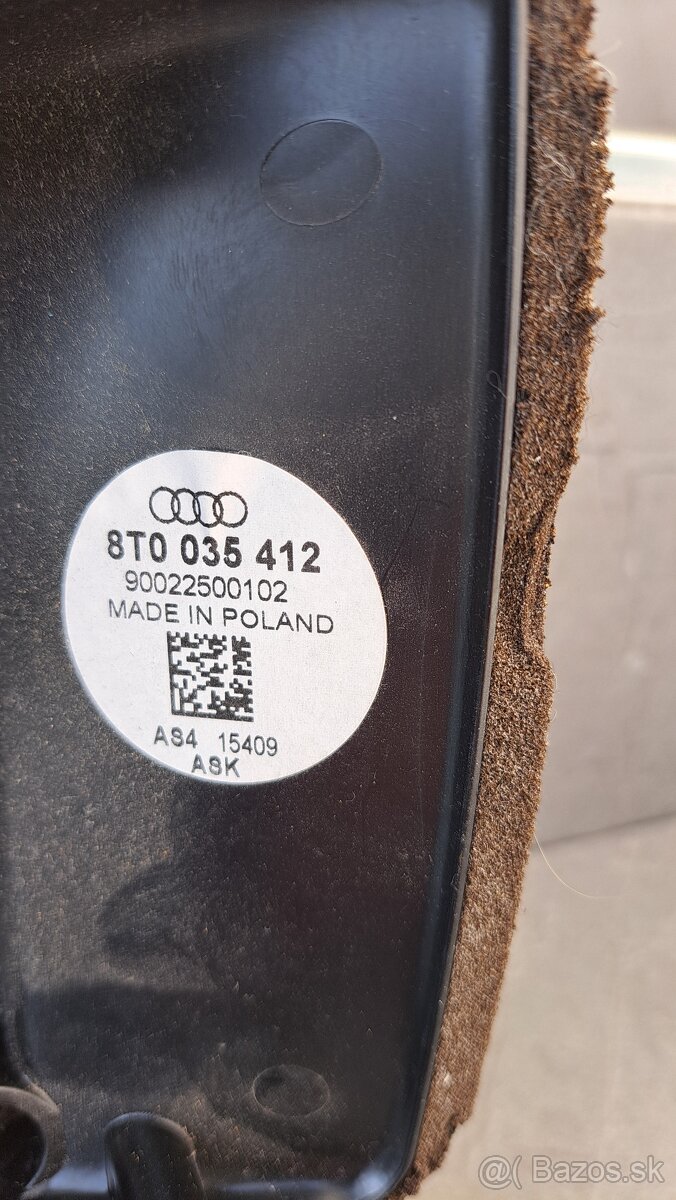 8T0 035 412
90022500102
MADE IN POLAND
AS4 15409
ASK
@( Bazos.sk